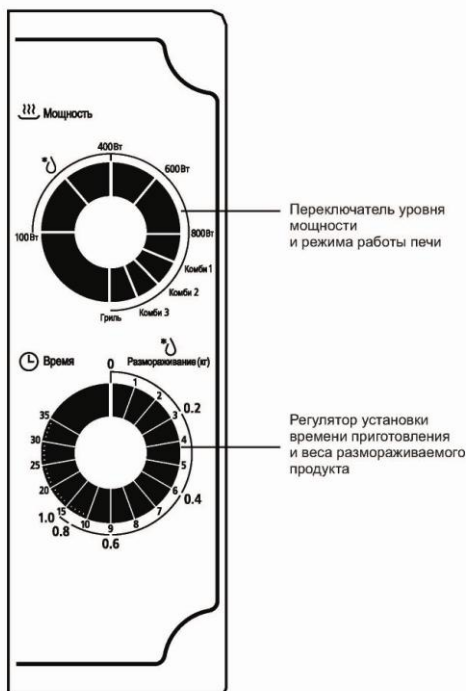 Мощность
400Вт
600Вт
100Вт
800Вт
Комби 1
Комби 2
Комби 3
Гриль
Переключатель уровня
мощности
и режима работы печи
Время
0
Размораживание (кг)
1
2
0.2
3
4
5
6
0.4
7
8
9
0.6
10
15
0.8
1.0
20
25
30
35
Регулятор установки
времени приготовления
и веса размораживаемого
продукта